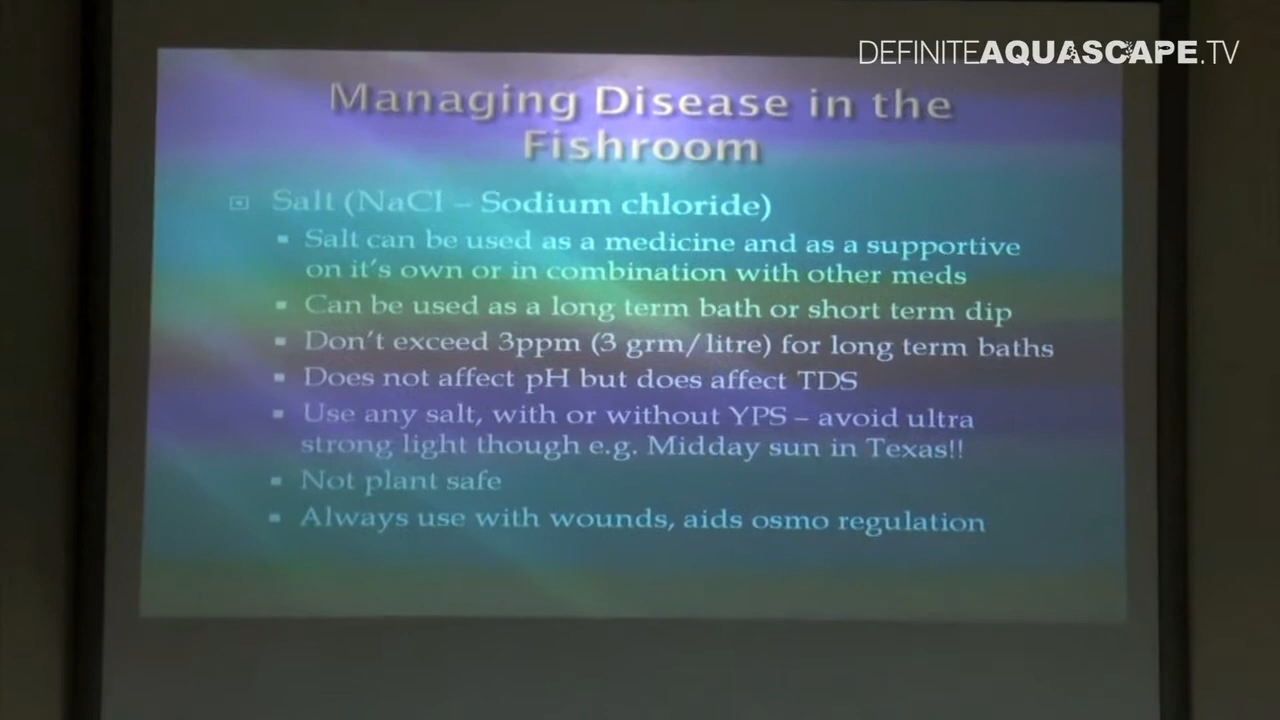 DEFINITEAQUASCAPE.TV
Managing Disease in the
Fishroom
Salt (NaCl – Sodium chloride)
Salt can be used as a medicine and as a supportive
on it's own or in combination with other meds
Can be used as a long term bath or short term dip
Don't exceed 3ppm (3 grm/litre) for long term baths
Does not affect pH but does affect TDS
Use any salt, with or without YPS – avoid ultra
strong light though e.g. Midday sun in Texas!!
Not plant safe
Always use with wounds, aids osmo regulation